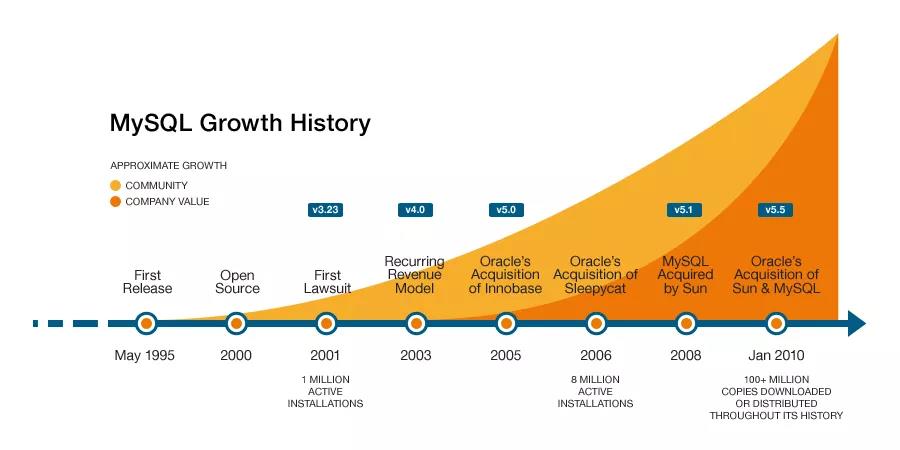 MySQL Growth History
APPROXIMATE GROWTH
COMMUNITY
COMPANY VALUE
v3.23
v4.0
v5.0
v5.1
v5.5
First
Release
Open
Source
First
Lawsuit
Recurring
Revenue
Model
Oracle's
Acquisition
of Innobase
Oracle's
Acquisition of
Sleepycat
MySQL
Acquired
by Sun
Oracle's
Acquisition of
Sun & MySQL
May 1995
2000
2001
2003
2005
2006
2008
Jan 2010
1 MILLION
ACTIVE
INSTALLATIONS
8 MILLION
ACTIVE
INSTALLATIONS
100+ MILLION
COPIES DOWNLOADED
OR DISTRIBUTED
THROUGHOUT ITS HISTORY